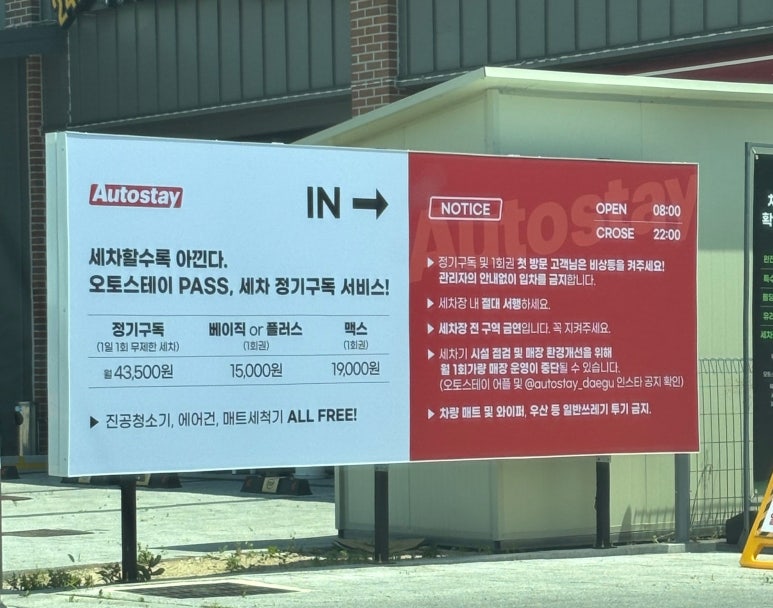 24
Autostay
IN →
세차할수록 아낀다.
오토스테이 PASS, 세차 정기구독 서비스!
정기구독 베이직 or 플러스 맥스
(1일 1회 무제한 세차) (1회권) (1회권)
월 43,500원 15,000원 19,000원
▶ 진공청소기, 에어건, 매트세척기 ALL FREE!
Autostay
NOTICE
OPEN 08:00
CROSE 22:00
▶ 정기구독 및 1회권 첫 방문 고객님은 비상등을 켜주세요!
관리자의 안내없이 입차를 금지합니다.
▶ 세차장 내 절대 서행하세요.
▶ 세차장 전 구역 금연입니다. 꼭 지켜주세요.
▶ 세차기 시설 점검 및 매장 환경개선을 위해
월 1회가량 매장 운영이 중단될 수 있습니다.
(오토스테이 어플 및 @autostay_daegu 인스타 공지 확인)
▶ 차량 매트 및 와이퍼, 우산 등 일반쓰레기 투기 금지.